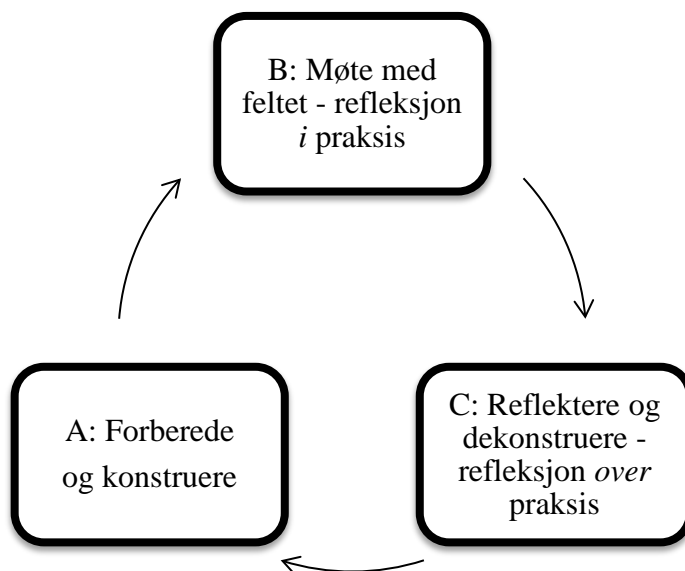 B: Møte med
feltet - refleksjon
i praksis
A: Forberede
og konstruere
C: Reflektere og
dekonstruere -
refleksjon over
praksis